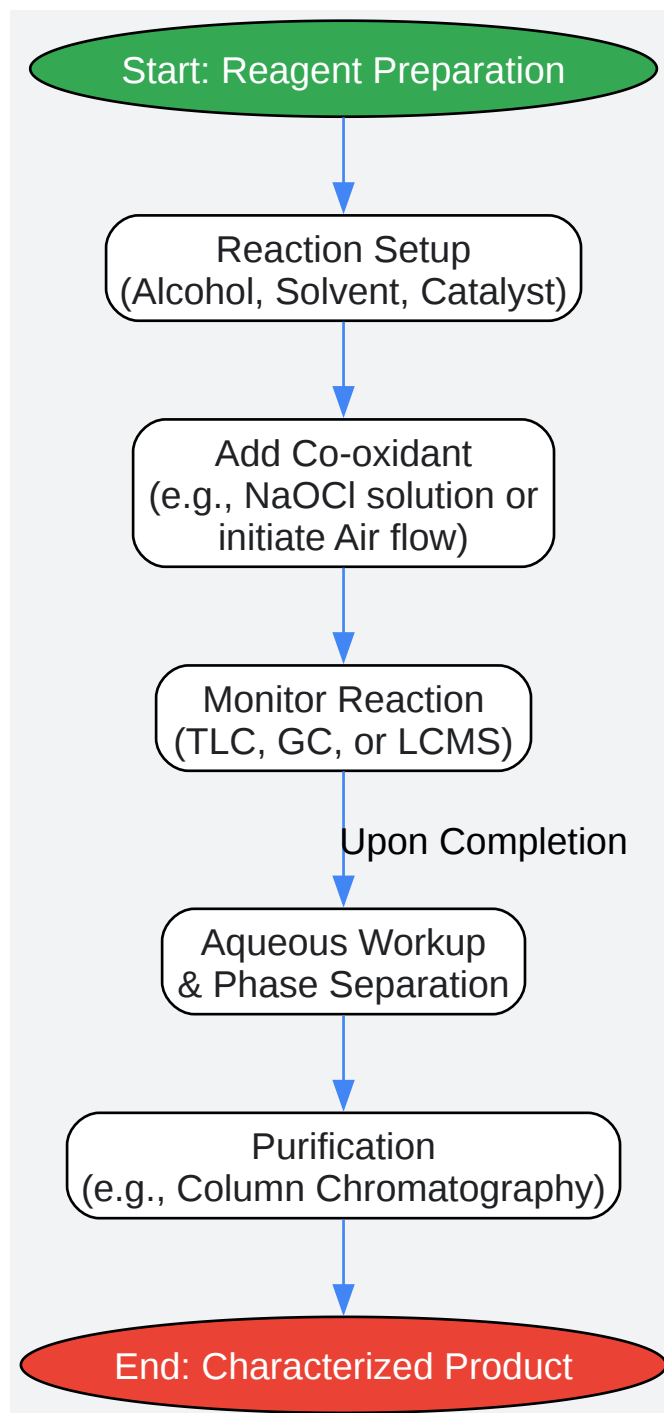 Start: Reagent Preparation
Reaction Setup
(Alcohol, Solvent, Catalyst)
Add Co-oxidant
(e.g., NaOCl solution or
initiate Air flow)
Monitor Reaction
(TLC, GC, or LCMS)
Upon Completion
Aqueous Workup
& Phase Separation
Purification
(e.g., Column Chromatography)
End: Characterized Product